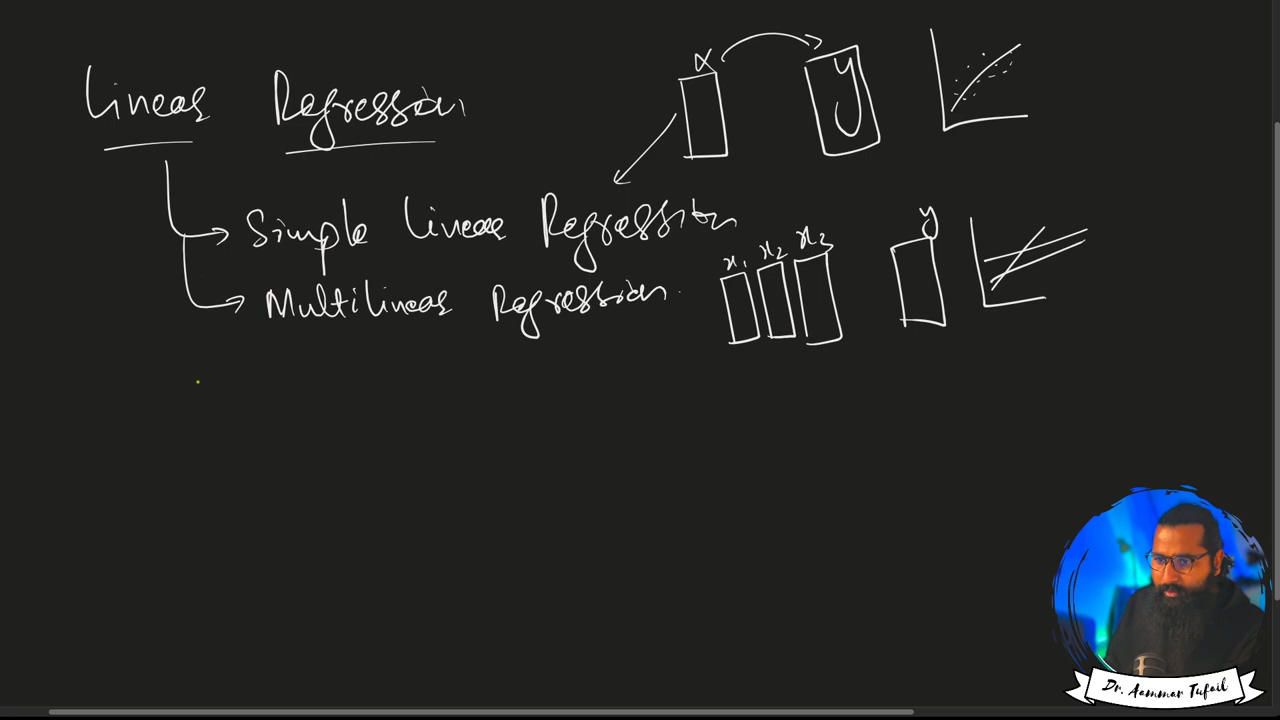 Linear Regression
x y
Simple linear Regression
x1 x2 x3 y
Multilinear Regression.
Dr. Aammar Tufail